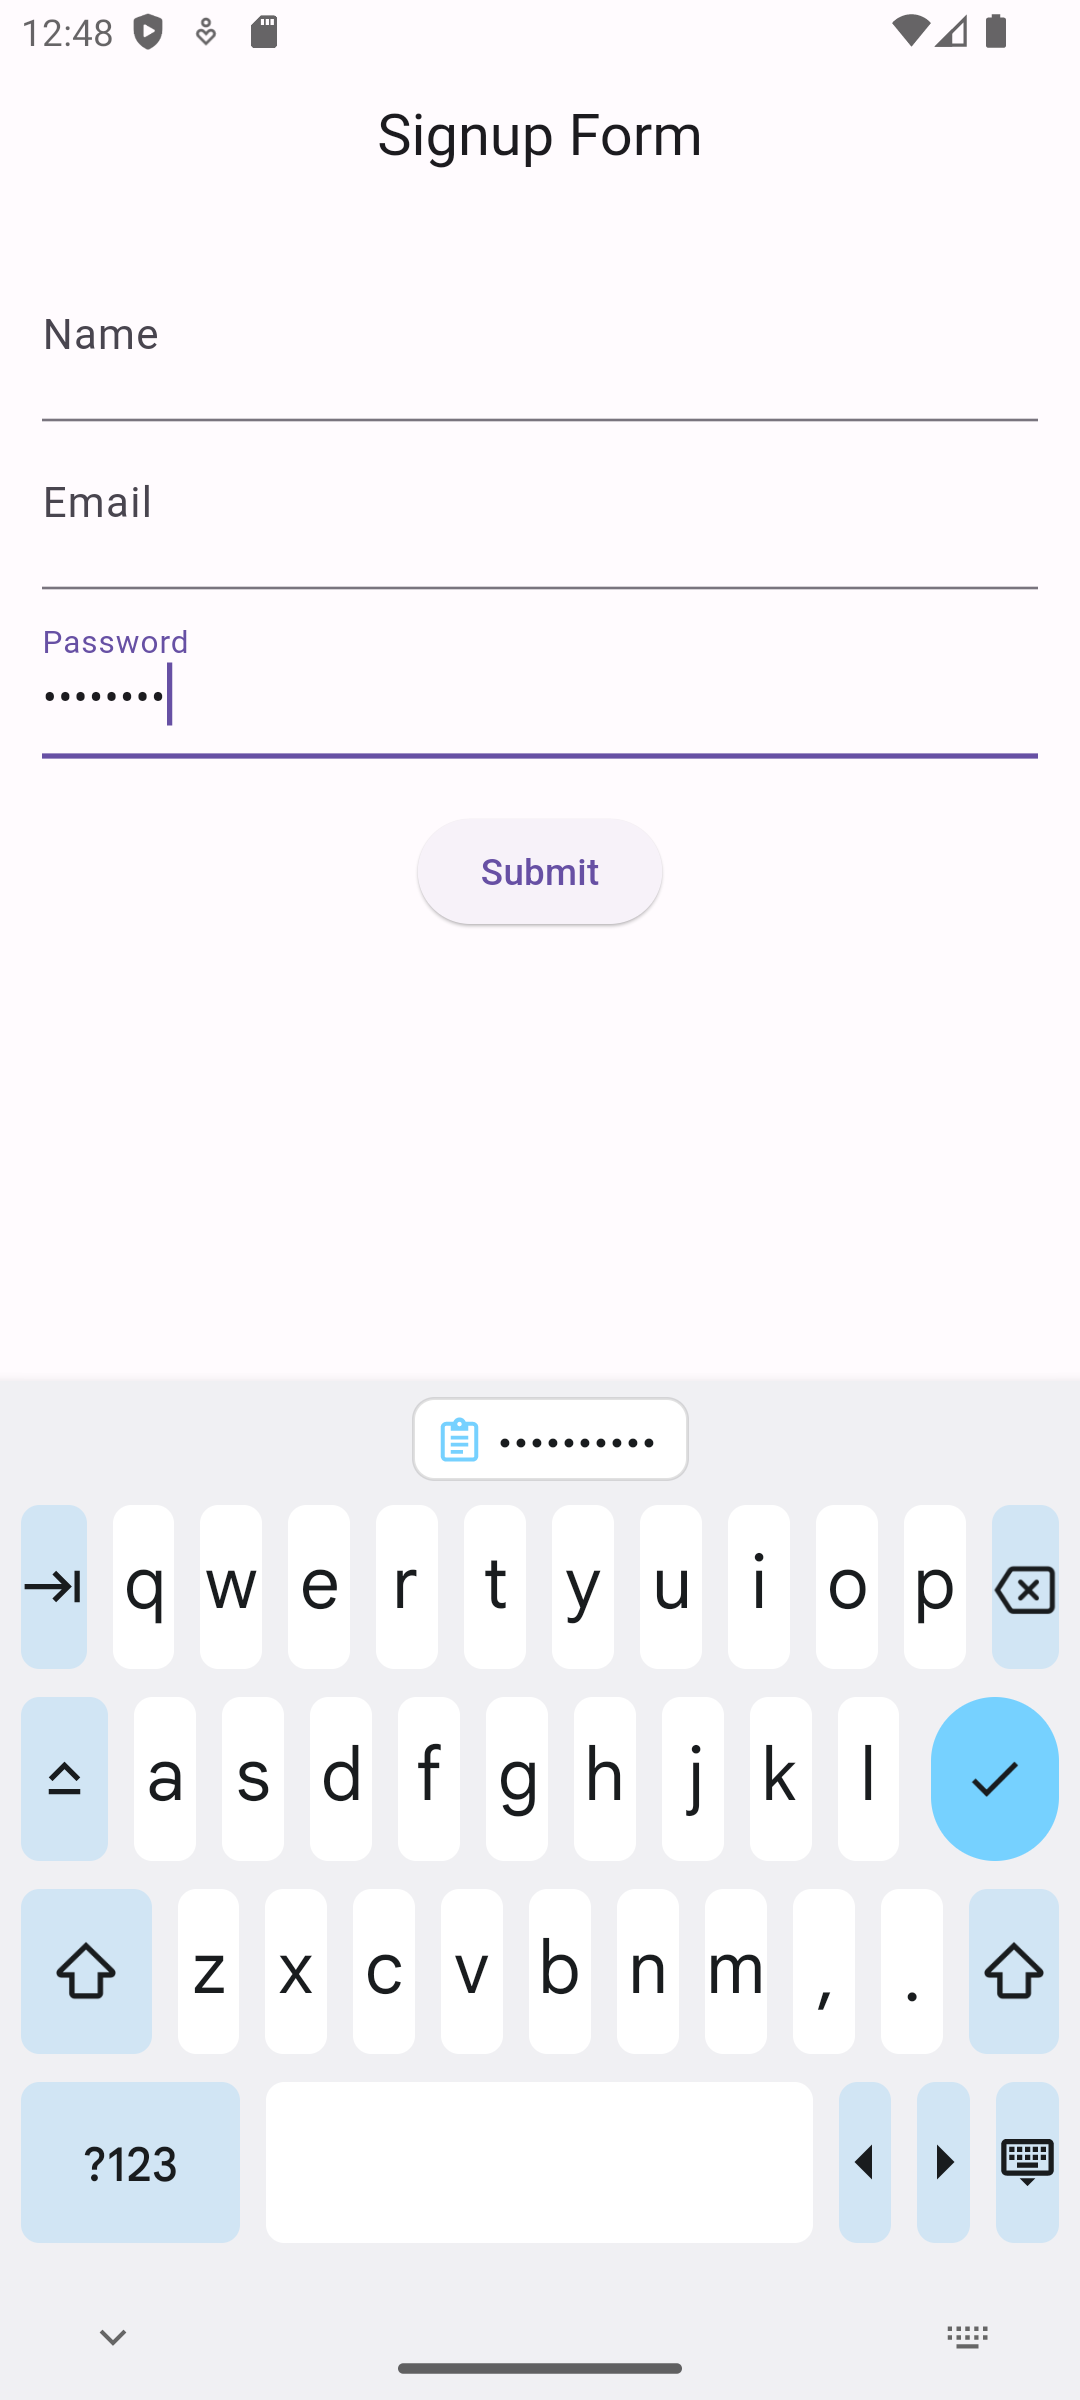 12:48
Signup Form
Name
Email
Password
••••••••
Submit
••••••••••
q w e r t y u i o p
a s d f g h j k l
z x c v b n m , .
?123